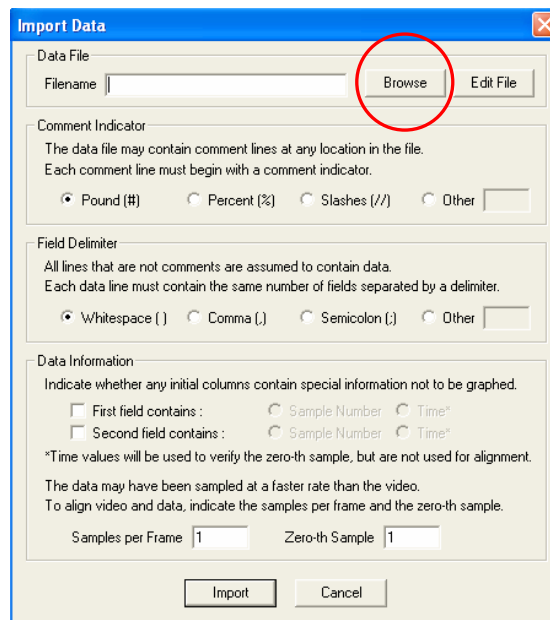 Import Data
Data File
Filename Browse Edit File
Comment Indicator
The data file may contain comment lines at any location in the file.
Each comment line must begin with a comment indicator.
Pound (#) Percent (%) Slashes (//) Other
Field Delimiter
All lines that are not comments are assumed to contain data.
Each data line must contain the same number of fields separated by a delimiter.
Whitespace ( ) Comma (,) Semicolon (;) Other
Data Information
Indicate whether any initial columns contain special information not to be graphed.
First field contains : Sample Number Time*
Second field contains : Sample Number Time*
*Time values will be used to verify the zero-th sample, but are not used for alignment.
The data may have been sampled at a faster rate than the video.
To align video and data, indicate the samples per frame and the zero-th sample.
Samples per Frame 1 Zero-th Sample 1
Import Cancel